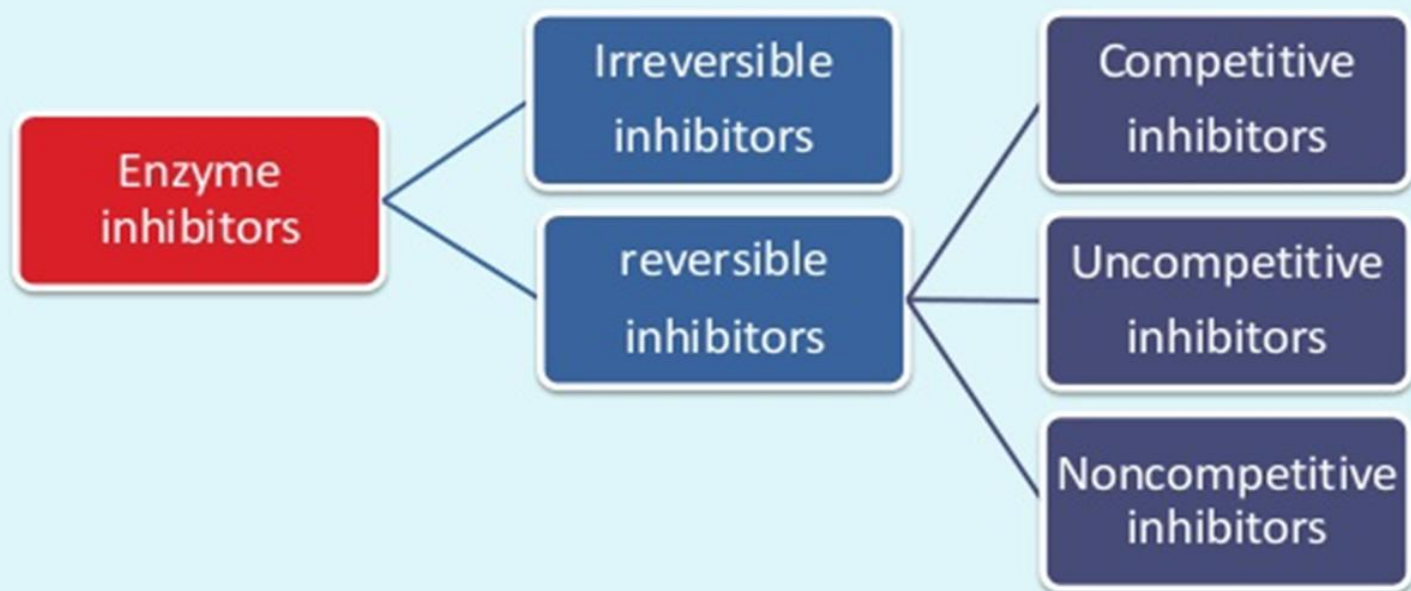 Enzyme
inhibitors
Irreversible
inhibitors
reversible
inhibitors
Competitive
inhibitors
Uncompetitive
inhibitors
Noncompetitive
inhibitors